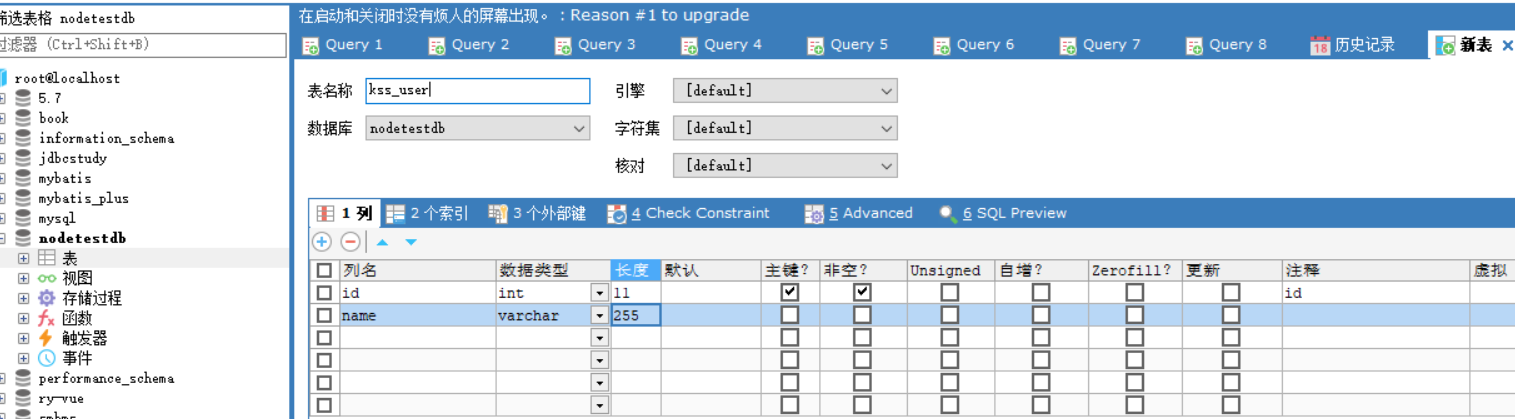 筛选表格 nodetestdb
过滤器 (Ctrl+Shift+B)
root@localhost
5.7
book
information_schema
jdbcstudy
mybatis
mybatis_plus
mysql
nodetestdb
表
视图
存储过程
函数
触发器
事件
performance_schema
ry-vue
在启动和关闭时没有烦人的屏幕出现。 : Reason #1 to upgrade
Query 1 Query 2 Query 3 Query 4 Query 5 Query 6 Query 7 Query 8 18 历史记录 新表
表名称 kss_user 引擎 [default]
数据库 nodetestdb 字符集 [default]
核对 [default]
1 列 2 个索引 3 个外部键 4 Check Constraint 5 Advanced 6 SQL Preview
列名 数据类型 长度 默认 主键? 非空? Unsigned 自增? Zerofill? 更新 注释 虚拟
id int 11 id
name varchar 255